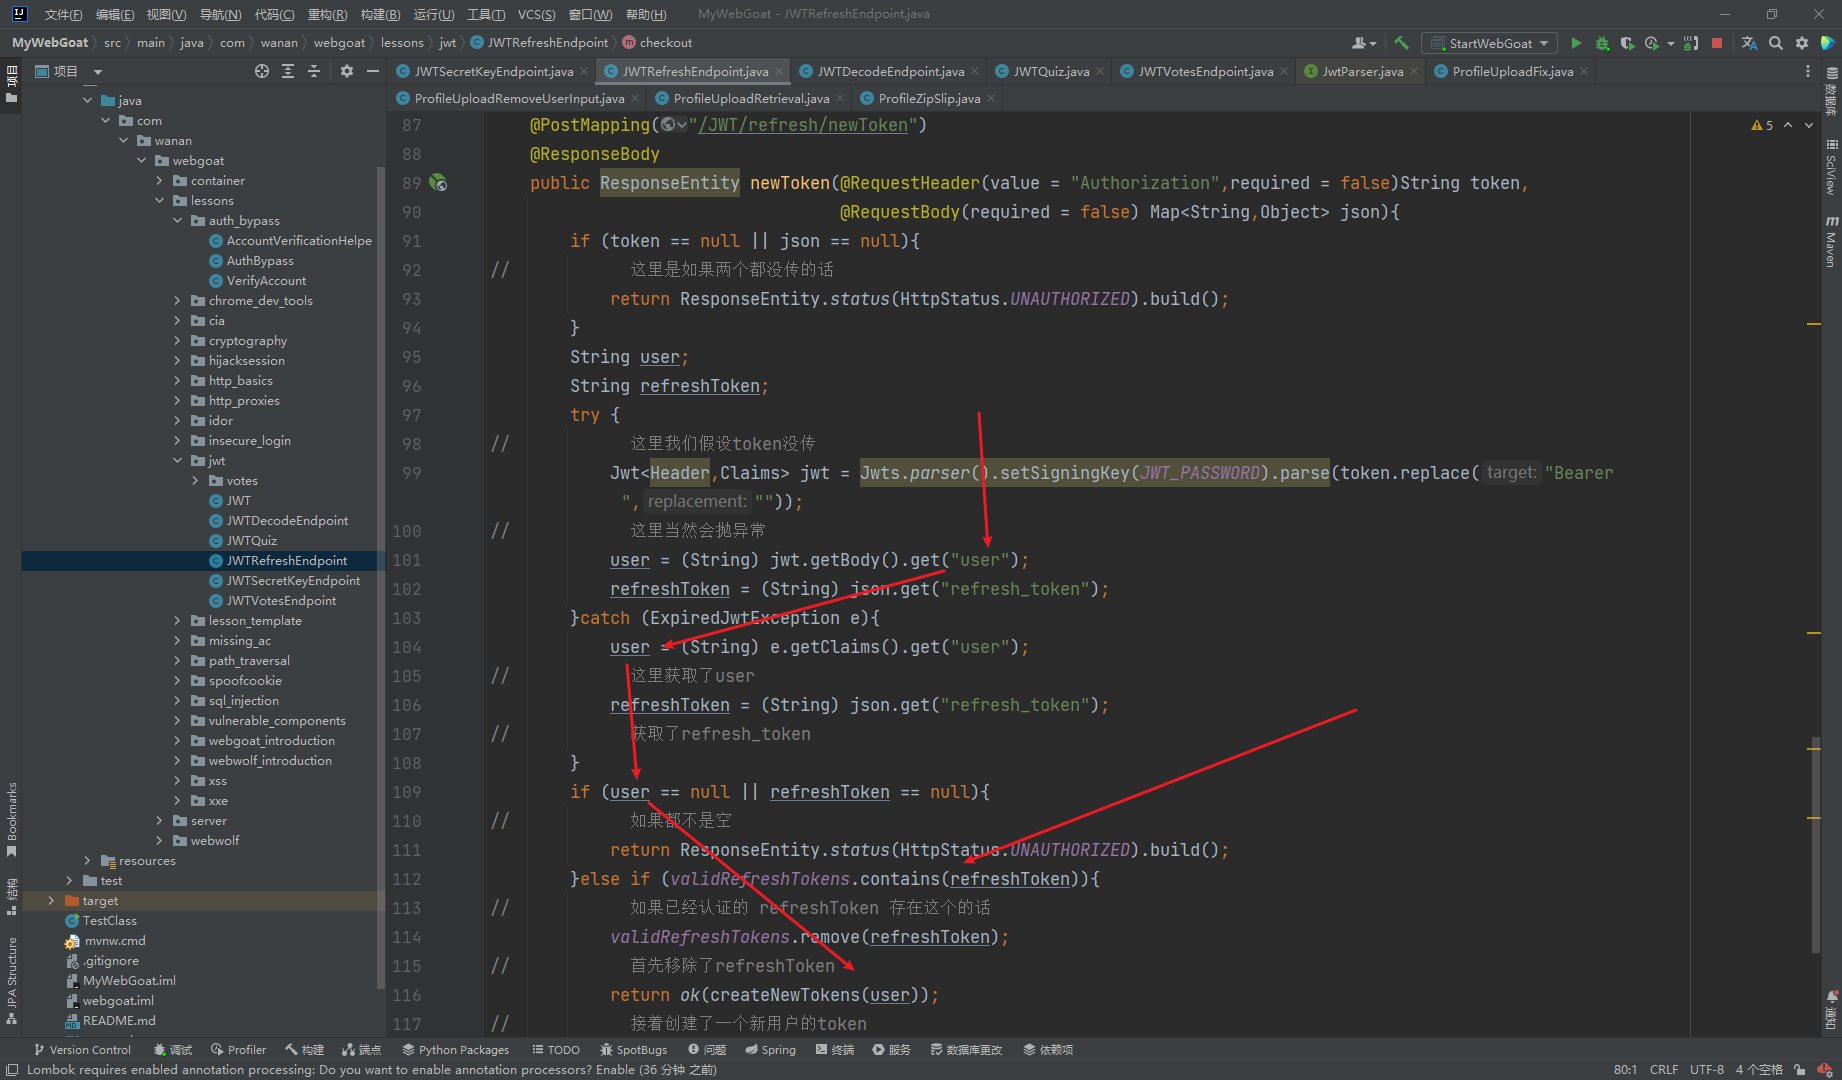 文件(F) 编辑(E) 视图(V) 导航(N) 代码(C) 重构(R) 构建(B) 运行(U) 工具(T) VCS(S) 窗口(W) 帮助(H) MyWebGoat - JWTRefreshEndpoint.java
MyWebGoat src main java com wanan webgoat lessons jwt JWTRefreshEndpoint checkout StartWebGoat
项目
JWTSecretKeyEndpoint.java JWTRefreshEndpoint.java JWTDecodeEndpoint.java JWTQuiz.java JWTVotesEndpoint.java JwtParser.java ProfileUploadFix.java
ProfileUploadRemoveUserInput.java ProfileUploadRetrieval.java ProfileZipSlip.java
项目
Bookmarks
结构
JPA Structure
java
com
wanan
webgoat
container
lessons
auth_bypass
AccountVerificationHelpe
AuthBypass
VerifyAccount
chrome_dev_tools
cia
cryptography
hijacksession
http_basics
http_proxies
idor
insecure_login
jwt
votes
JWT
JWTDecodeEndpoint
JWTQuiz
JWTRefreshEndpoint
JWTSecretKeyEndpoint
JWTVotesEndpoint
lesson_template
missing_ac
path_traversal
spoofcookie
sql_injection
vulnerable_components
webgoat_introduction
webwolf_introduction
xss
xxe
server
webwolf
resources
test
target
TestClass
mvnw.cmd
.gitignore
MyWebGoat.iml
webgoat.iml
README.md
87 @PostMapping("/JWT/refresh/newToken")
88 @ResponseBody
89 public ResponseEntity newToken(@RequestHeader(value = "Authorization",required = false)String token,
90 @RequestBody(required = false) Map<String,Object> json){
91 if (token == null || json == null){
92 // 这里是如果两个都没传的话
93 return ResponseEntity.status(HttpStatus.UNAUTHORIZED).build();
94 }
95 String user;
96 String refreshToken;
97 try {
98 // 这里我们假设token没传
99 Jwt<Header,Claims> jwt = Jwts.parser().setSigningKey(JWT_PASSWORD).parse(token.replace( target: "Bearer
", replacement: ""));
100 // 这里当然会抛异常
101 user = (String) jwt.getBody().get("user");
102 refreshToken = (String) json.get("refresh_token");
103 }catch (ExpiredJwtException e){
104 user = (String) e.getClaims().get("user");
105 // 这里获取了user
106 refreshToken = (String) json.get("refresh_token");
107 // 获取了refresh_token
108 }
109 if (user == null || refreshToken == null){
110 // 如果都不是空
111 return ResponseEntity.status(HttpStatus.UNAUTHORIZED).build();
112 }else if (validRefreshTokens.contains(refreshToken)){
113 // 如果已经认证的 refreshToken 存在这个的话
114 validRefreshTokens.remove(refreshToken);
115 // 首先移除了refreshToken
116 return ok(createNewTokens(user));
117 // 接着创建了一个新用户的token
5
数据库
SciView
Maven
通知
Version Control 调试 Profiler 构建 端点 Python Packages TODO SpotBugs 问题 Spring 终端 服务 数据库更改 依赖项
Lombok requires enabled annotation processing: Do you want to enable annotation processors? Enable (36 分钟 之前) 80:1 CRLF UTF-8 4 个空格